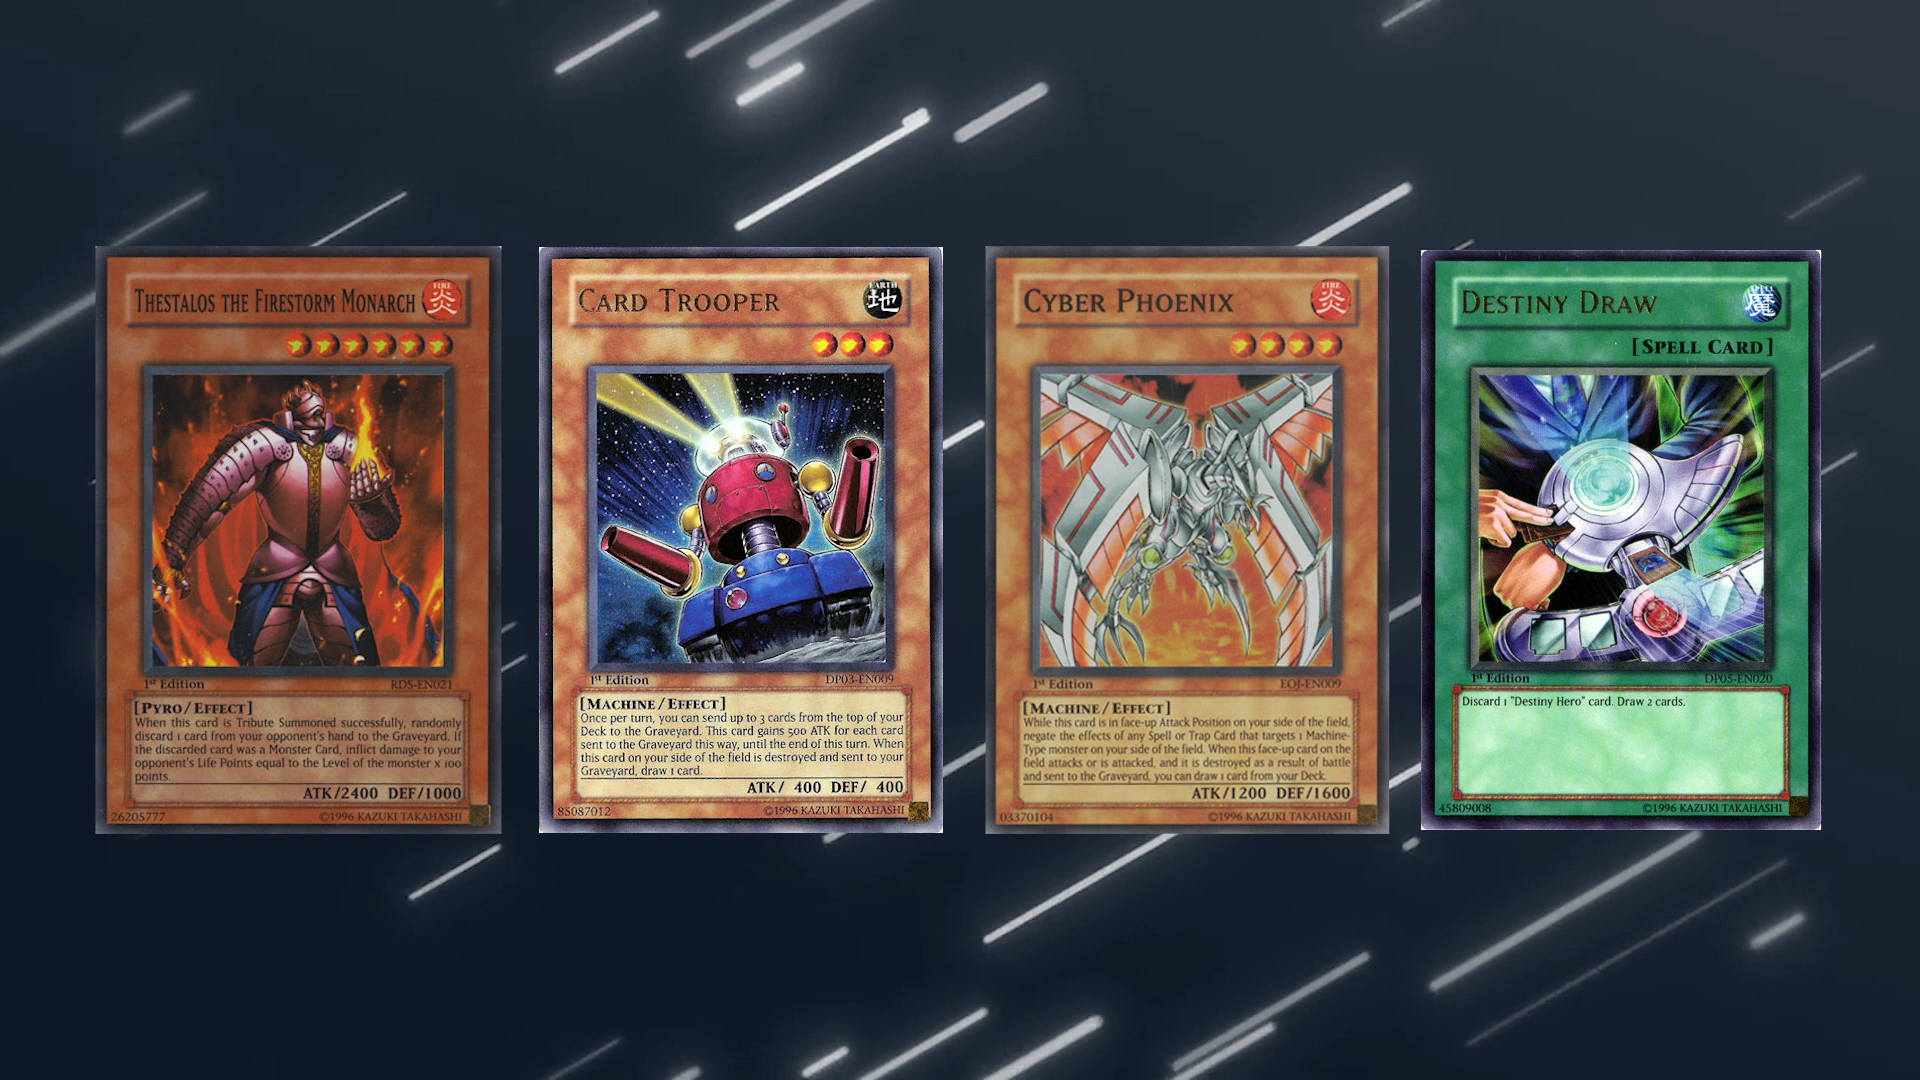 THESTALOS THE FIRESTORM MONARCH
FIRE
炎
1st Edition
RDS-EN021
[PYRO/EFFECT]
When this card is Tribute Summoned successfully, randomly
discard 1 card from your opponent's hand to the Graveyard. If
the discarded card was a Monster Card, inflict damage to your
opponent's Life Points equal to the Level of the monster x 100
points.
ATK/2400 DEF/1000
26205777
©1996 KAZUKI TAKAHASHI
CARD TROOPER
EARTH
地
1st Edition
DP03-EN009
[MACHINE/EFFECT]
Once per turn, you can send up to 3 cards from the top of your
Deck to the Graveyard. This card gains 500 ATK for each card
sent to the Graveyard this way, until the end of this turn. When
this card on your side of the field is destroyed and sent to your
Graveyard, draw 1 card.
ATK/ 400 DEF/ 400
85087012
©1996 KAZUKI TAKAHASHI
CYBER PHOENIX
FIRE
炎
1st Edition
EOJ-EN009
[MACHINE/EFFECT]
While this card is in face-up Attack Position on your side of the field,
negate the effects of any Spell or Trap Card that targets 1 Machine-
Type monster on your side of the field. When this face-up card on the
field attacks or is attacked, and it is destroyed as a result of battle
and sent to the Graveyard, you can draw 1 card from your Deck.
ATK/1200 DEF/1600
03370104
©1996 KAZUKI TAKAHASHI
DESTINY DRAW
魔
[SPELL CARD]
1st Edition
DP05-EN020
Discard 1 "Destiny Hero" card. Draw 2 cards.
45809008
©1996 KAZUKI TAKAHASHI